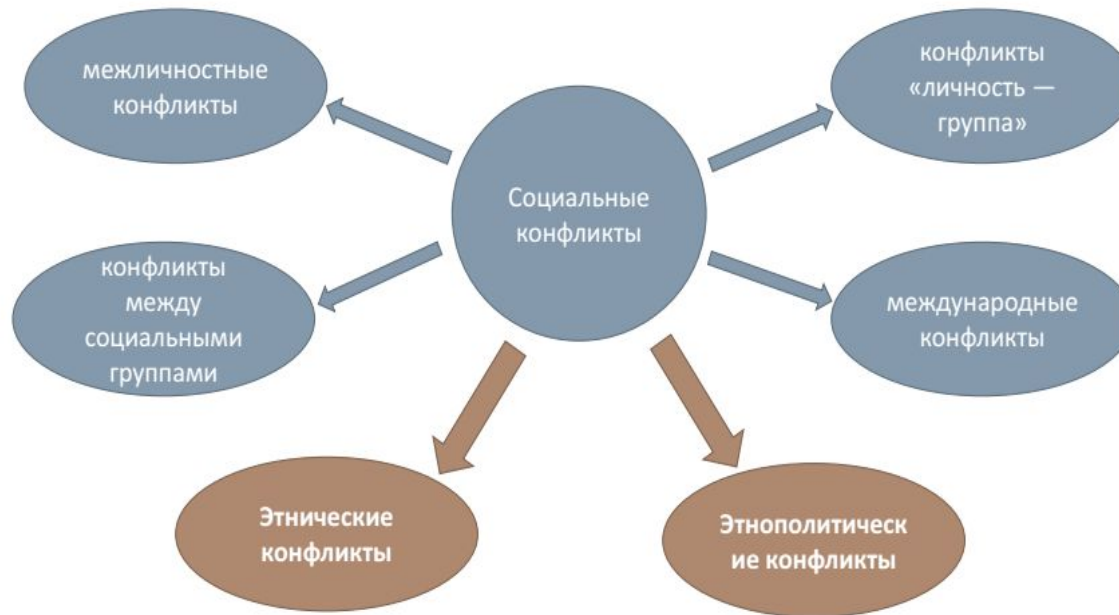 межличностные
конфликты
конфликты
«личность —
группа»
Социальные
конфликты
конфликты
между
социальными
группами
международные
конфликты
Этнические
конфликты
Этнополитическ
ие конфликты